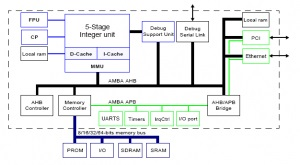 FPU
CP
Local ram
5-Stage
Integer unit
D-Cache
I-Cache
MMU
Debug
Support Unit
Debug
Serial Link
Local ram
PCI
Ethernet
AMBA AHB
AHB
Controller
Memory
Controller
AMBA APB
AHB/APB
Bridge
UARTS
Timers
IrqCtrl
I/O port
8/16/32/64-bits memory bus
PROM
I/O
SDRAM
SRAM